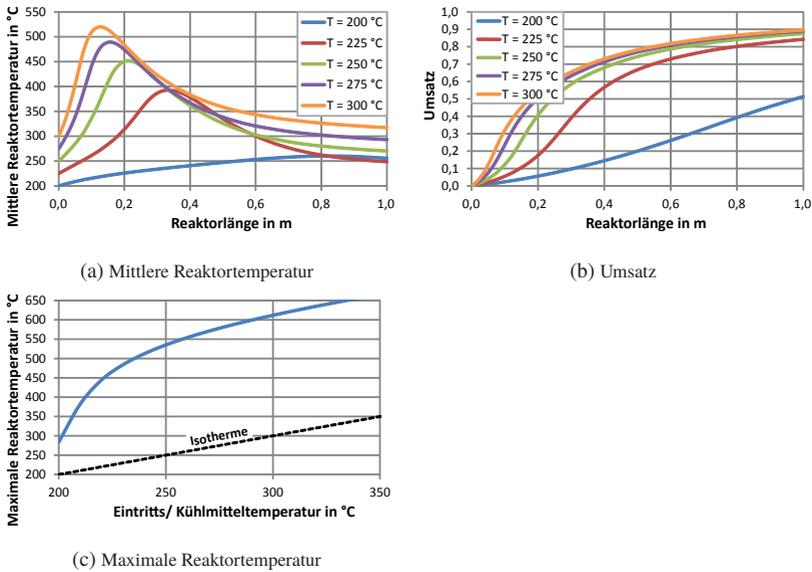 Mittlere Reaktortemperatur in °C
550
500
450
400
350
300
250
200
T = 200 °C
T = 225 °C
T = 250 °C
T = 275 °C
T = 300 °C
0,0
0,2
0,4
0,6
0,8
1,0
Reaktorlänge in m
(a) Mittlere Reaktortemperatur
Umsatz
1,0
0,9
0,8
0,7
0,6
0,5
0,4
0,3
0,2
0,1
0,0
T = 200 °C
T = 225 °C
T = 250 °C
T = 275 °C
T = 300 °C
0,0
0,2
0,4
0,6
0,8
1,0
Reaktorlänge in m
(b) Umsatz
Maximale Reaktortemperatur in °C
650
600
550
500
450
400
350
300
250
200
Isotherme
200
250
300
350
Eintritts/ Kühlmitteltemperatur in °C
(c) Maximale Reaktortemperatur